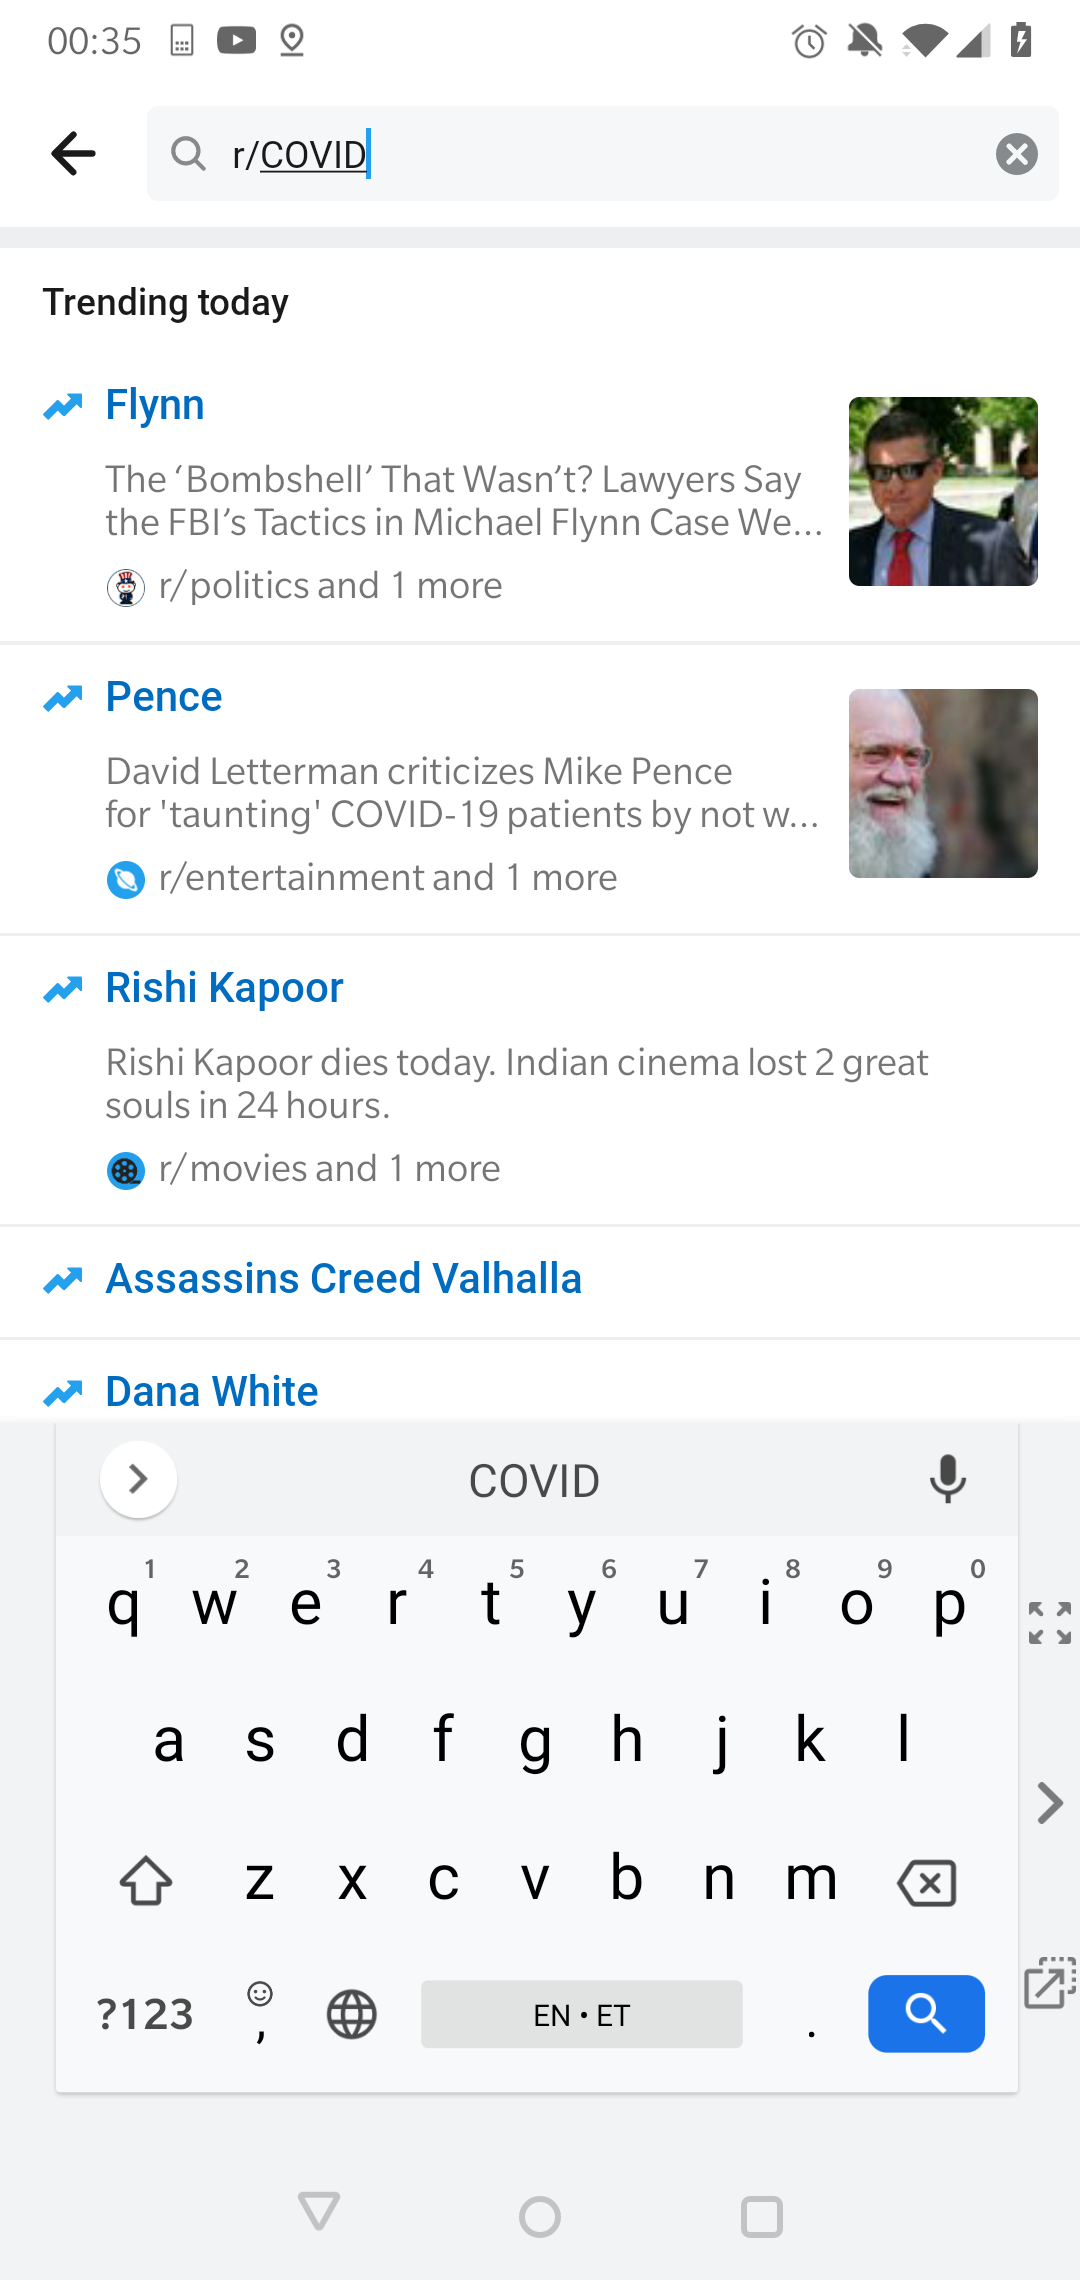 00:35
r/COVID
Trending today
Flynn
The ‘Bombshell’ That Wasn’t? Lawyers Say
the FBI’s Tactics in Michael Flynn Case We...
r/politics and 1 more
Pence
David Letterman criticizes Mike Pence
for 'taunting' COVID-19 patients by not w...
r/entertainment and 1 more
Rishi Kapoor
Rishi Kapoor dies today. Indian cinema lost 2 great
souls in 24 hours.
r/movies and 1 more
Assassins Creed Valhalla
Dana White
COVID
1 2 3 4 5 6 7 8 9 0
q w e r t y u i o p
a s d f g h j k l
z x c v b n m
?123 , EN • ET .